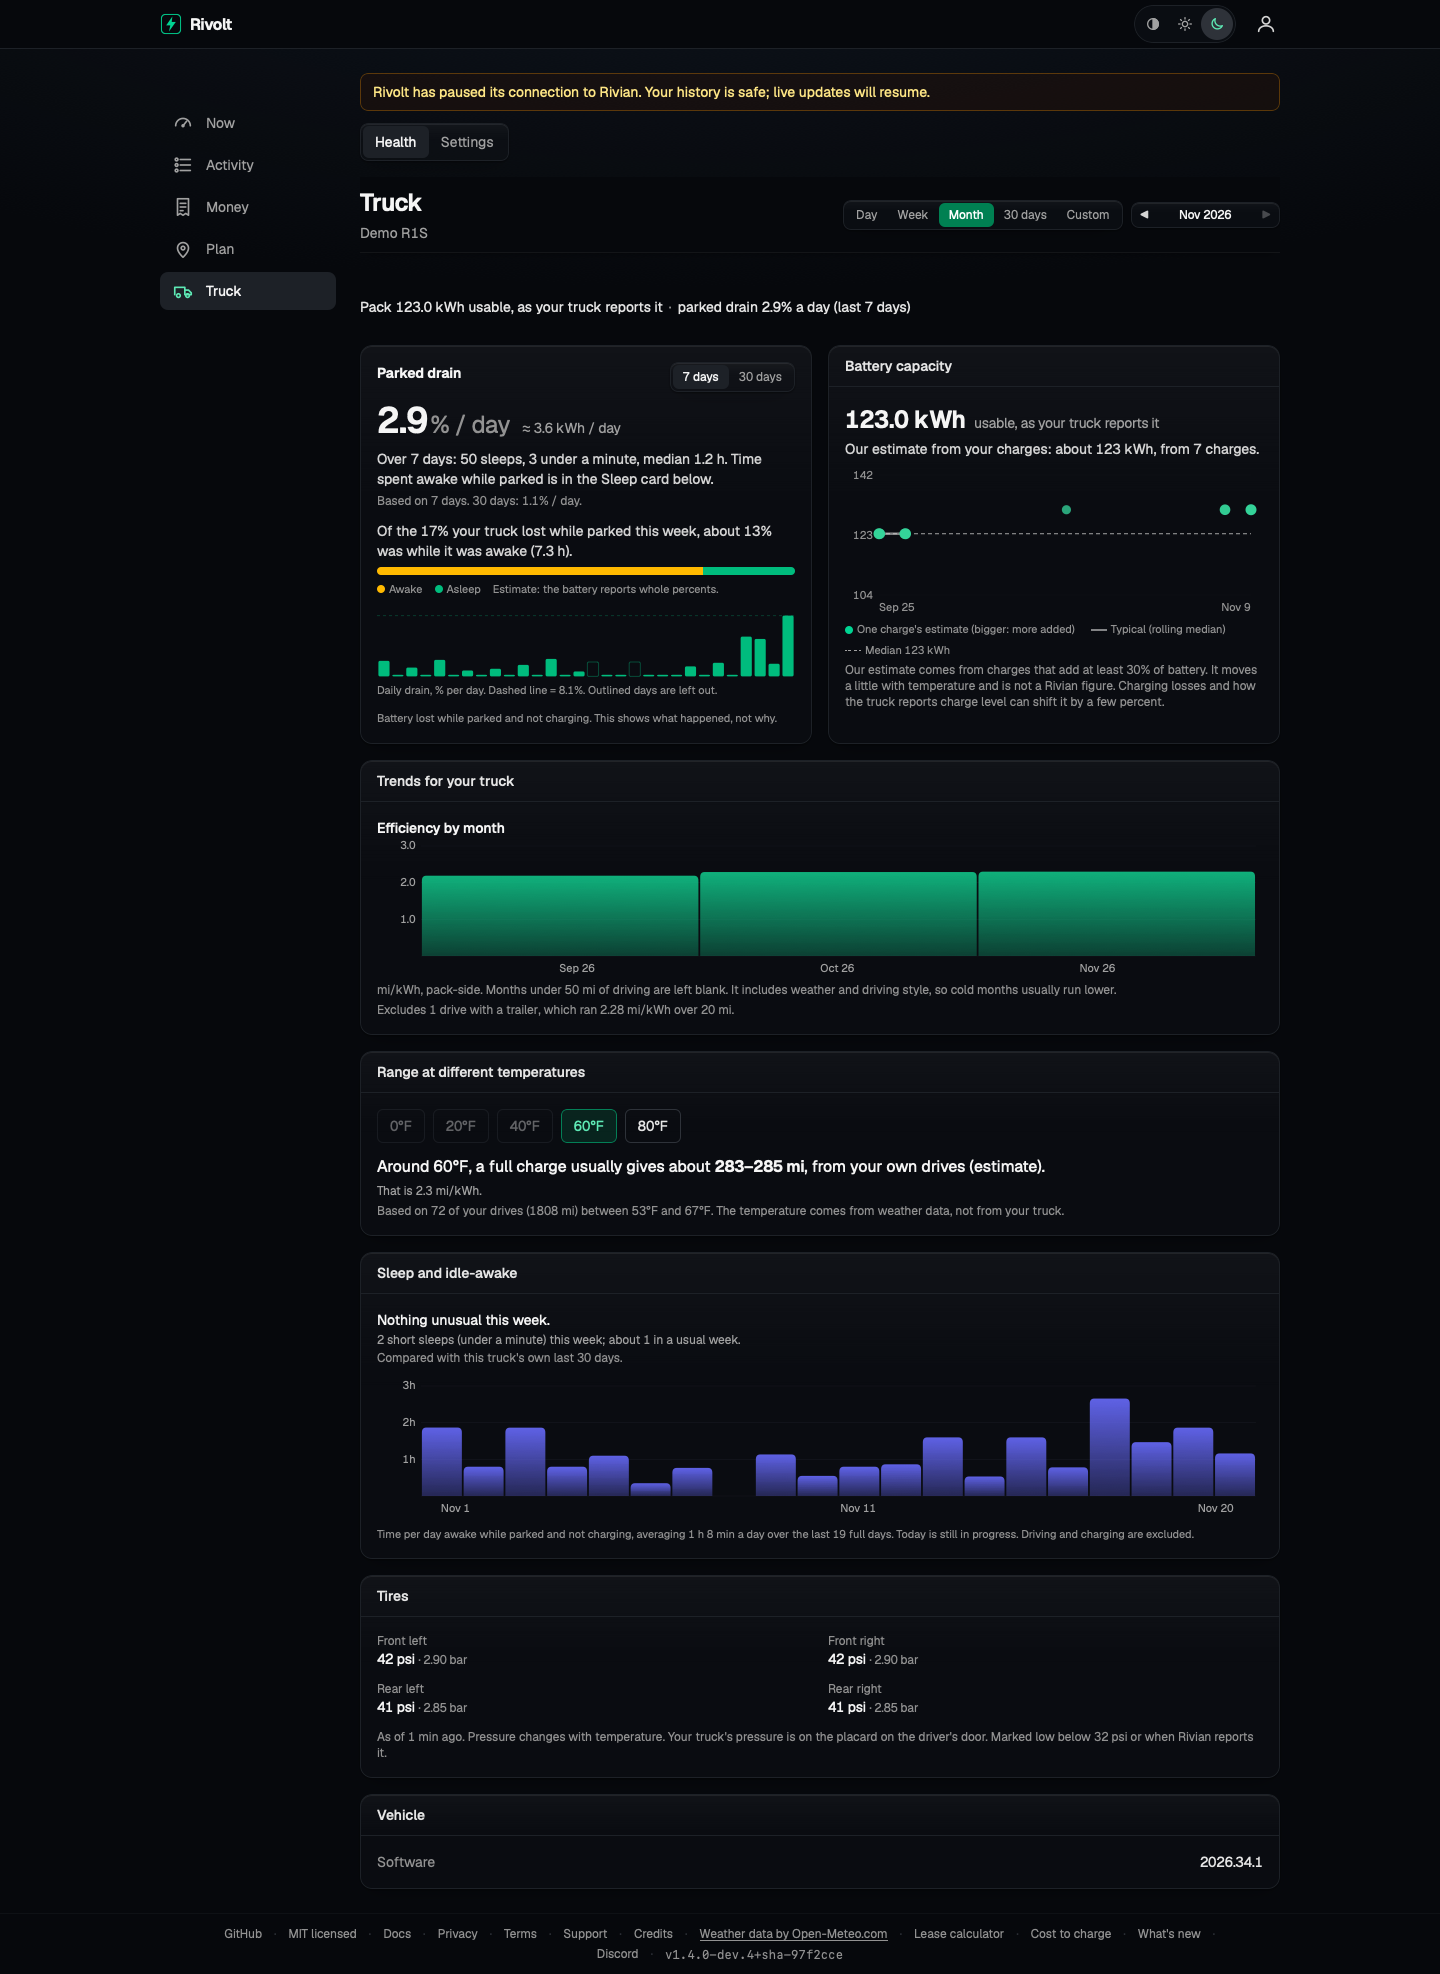 Rivolt
Rivolt has paused its connection to Rivian. Your history is safe; live updates will resume.
Now
Activity
Money
Plan
Truck
Health
Settings
Truck
Demo R1S
Day
Week
Month
30 days
Custom
◀ Nov 2026 ▶
Pack 123.0 kWh usable, as your truck reports it · parked drain 2.9% a day (last 7 days)
Parked drain
7 days
30 days
2.9% / day ≈ 3.6 kWh / day
Over 7 days: 50 sleeps, 3 under a minute, median 1.2 h. Time
spent awake while parked is in the Sleep card below.
Based on 7 days. 30 days: 1.1% / day.
Of the 17% your truck lost while parked this week, about 13%
was while it was awake (7.3 h).
Awake Asleep Estimate: the battery reports whole percents.
Daily drain, % per day. Dashed line = 8.1%. Outlined days are left out.
Battery lost while parked and not charging. This shows what happened, not why.
Battery capacity
123.0 kWh usable, as your truck reports it
Our estimate from your charges: about 123 kWh, from 7 charges.
142
123
104
Sep 25
Nov 9
One charge's estimate (bigger: more added)
Typical (rolling median)
Median 123 kWh
Our estimate comes from charges that add at least 30% of battery. It moves
a little with temperature and is not a Rivian figure. Charging losses and how
the truck reports charge level can shift it by a few percent.
Trends for your truck
Efficiency by month
3.0
2.0
1.0
Sep 26
Oct 26
Nov 26
mi/kWh, pack-side. Months under 50 mi of driving are left blank. It includes weather and driving style, so cold months usually run lower.
Excludes 1 drive with a trailer, which ran 2.28 mi/kWh over 20 mi.
Range at different temperatures
0°F
20°F
40°F
60°F
80°F
Around 60°F, a full charge usually gives about 283–285 mi, from your own drives (estimate).
That is 2.3 mi/kWh.
Based on 72 of your drives (1808 mi) between 53°F and 67°F. The temperature comes from weather data, not from your truck.
Sleep and idle-awake
Nothing unusual this week.
2 short sleeps (under a minute) this week; about 1 in a usual week.
Compared with this truck's own last 30 days.
3h
2h
1h
Nov 1
Nov 11
Nov 20
Time per day awake while parked and not charging, averaging 1 h 8 min a day over the last 19 full days. Today is still in progress. Driving and charging are excluded.
Tires
Front left
42 psi · 2.90 bar
Front right
42 psi · 2.90 bar
Rear left
41 psi · 2.85 bar
Rear right
41 psi · 2.85 bar
As of 1 min ago. Pressure changes with temperature. Your truck's pressure is on the placard on the driver's door. Marked low below 32 psi or when Rivian reports
it.
Vehicle
Software
2026.34.1
GitHub · MIT licensed · Docs · Privacy · Terms · Support · Credits · Weather data by Open-Meteo.com · Lease calculator · Cost to charge · What's new ·
Discord · v1.4.0-dev.4+sha-97f2cce